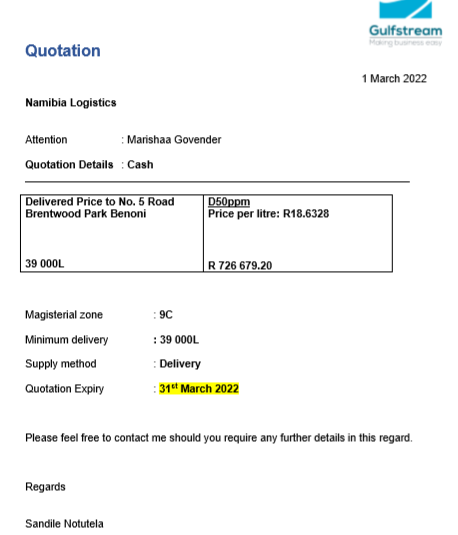 Gulfstream
Making business easy
Quotation
1 March 2022
Namibia Logistics
Attention : Marishaa Govender
Quotation Details : Cash
Delivered Price to No. 5 Road
Brentwood Park Benoni
39 000L
D50ppm
Price per litre: R18.6328
R 726 679.20
Magisterial zone : 9C
Minimum delivery : 39 000L
Supply method : Delivery
Quotation Expiry : 31st March 2022
Please feel free to contact me should you require any further details in this regard.
Regards
Sandile Notutela